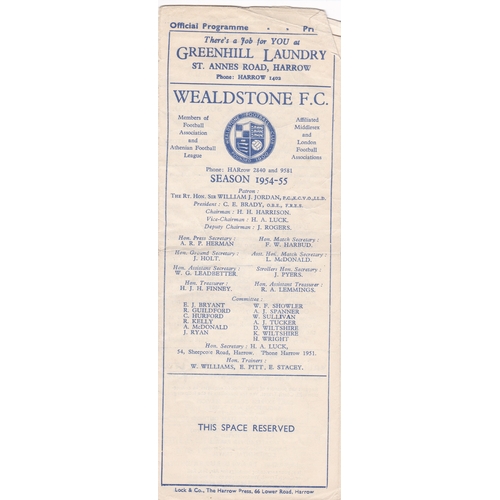 Official Programme - - Pri
There's a Job for YOU at
GREENHILL LAUNDRY
ST. ANNES ROAD, HARROW
Phone: HARROW 1402
WEALDSTONE F.C.
Members of
Football
Association
and
Athenian Football
League
Affiliated
Middlesex and
London
Football
Associations
Phone: HARrow 2840 and 9581
SEASON 1954-55
Patron:
THE RT. HON. SIR WILLIAM J. JORDAN, P.C., K.C.V.O., LL.D.
President: C. E. BRADY, O.B.E., F.R.E.S.
Chairman: H. H. HARRISON.
Vice-Chairman: H. A. LUCK.
Deputy Chairman: J. ROGERS.
Hon. Press Secretary:
A. R. P. HERMAN
Hon. Match Secretary:
F. W. MARBUD.
Hon. Ground Secretary:
J. HOLT.
Asst. Hon. Match Secretary:
L. McDONALD.
Hon. Assistant Secretary:
W. G. LEADBETTER.
Strollers Hon. Secretary:
J. PYERS.
Hon. Treasurer:
H. J. H. FINNEY.
Hon. Assistant Treasurer:
R. A. LEMMINGS.
Committee:
E. J. BRYANT
R. GUILDFORD
C. HURFORD
R. KELLY
A. McDONALD
J. RYAN
W. F. SHOWLER
A. J. SPANNER
W. SULLIVAN
A. J. TUCKER
D. WILTSHIRE
K. WILTSHIRE
H. WRIGHT
Hon. Secretary: H. A. LUCK,
54, Sheepcote Road, Harrow. 'Phone Harrow 1951.
Hon. Trainers:
W. WILLIAMS, E. PITT, E. STACEY.
THIS SPACE RESERVED
Lock & Co., The Harrow Press, 66 Lower Road, Harrow